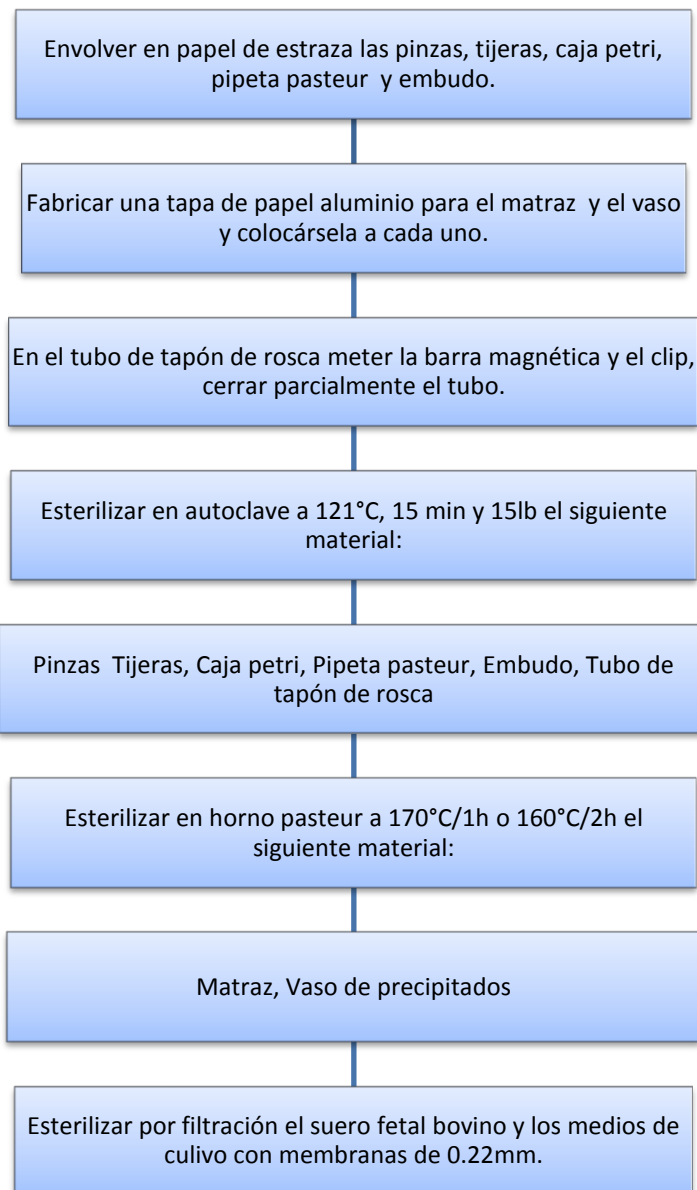 Envolver en papel de estraza las pinzas, tijeras, caja petri,
pipeta pasteur y embudo.
Fabricar una tapa de papel aluminio para el matraz y el vaso
y colocársela a cada uno.
En el tubo de tapón de rosca meter la barra magnética y el clip,
cerrar parcialmente el tubo.
Esterilizar en autoclave a 121°C, 15 min y 15lb el siguiente
material:
Pinzas Tijeras, Caja petri, Pipeta pasteur, Embudo, Tubo de
tapón de rosca
Esterilizar en horno pasteur a 170°C/1h o 160°C/2h el
siguiente material:
Matraz, Vaso de precipitados
Esterilizar por filtración el suero fetal bovino y los medios de
culivo con membranas de 0.22mm.